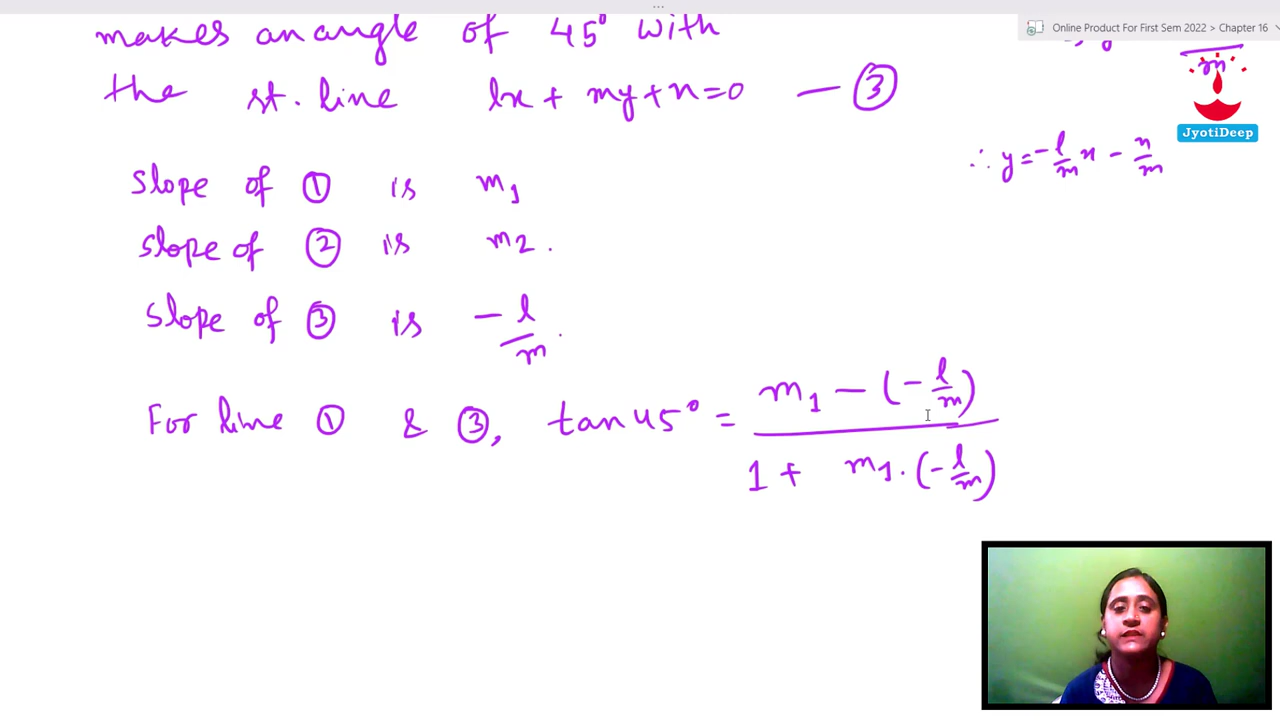 makes an angle of 45° with
Online Product For First Sem 2022 > Chapter 16
the st. line lx + my + n = 0 — ③
m
JyotiDeep
∴ y = -l/m x - n/m
slope of ① is m₁
slope of ② is m₂.
slope of ③ is -l/m.
For line ① & ③, tan 45° = (m₁ - (-l/m)) / (1 + m₁·(-l/m))